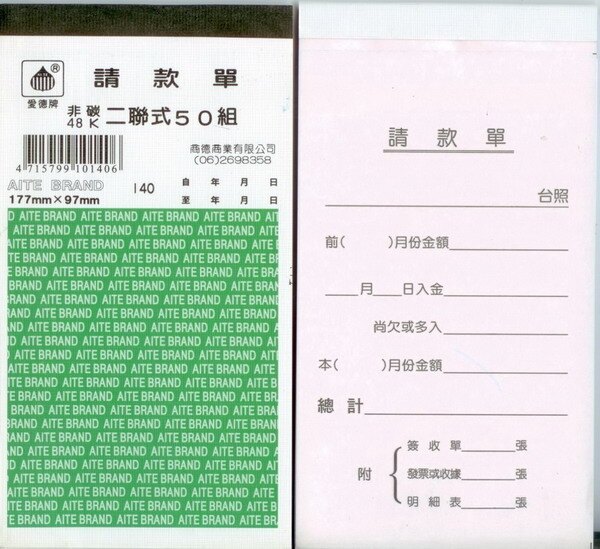 ®
愛德牌
請款單
非碳
48K
二聯式50組
4 715799 101406
商德商業有限公司
(06)2698358
AITE BRAND
140
自 年 月 日
177mm×97mm
至 年 月 日
AITE BRAND AITE BRAND AITE BRAND AITE BRAND
請款單
台照
前( )月份金額
月 日入金
尚欠或多入
本( )月份金額
總計
附
簽收單 張
發票或收據 張
明細表 張